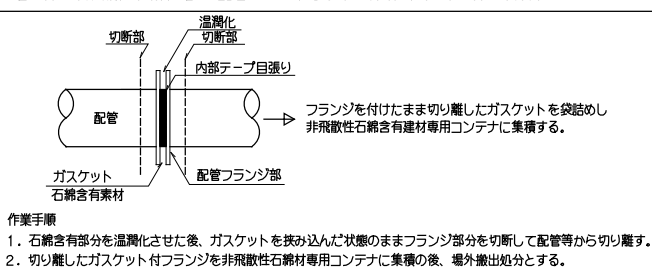 温潤化
切断部
切断部
内部テープ目張り
配管
フランジを付けたまま切り離したガスケットを袋詰めし
非飛散性石綿含有建材専用コンテナに集積する。
ガスケット
配管フランジ部
石綿含有素材
作業手順
1．石綿含有部分を温潤化させた後、ガスケットを挟み込んだ状態のままフランジ部分を切断して配管等から切り離す。
2．切り離したガスケット付フランジを非飛散性石綿材専用コンテナに集積の後、場外搬出処分とする。